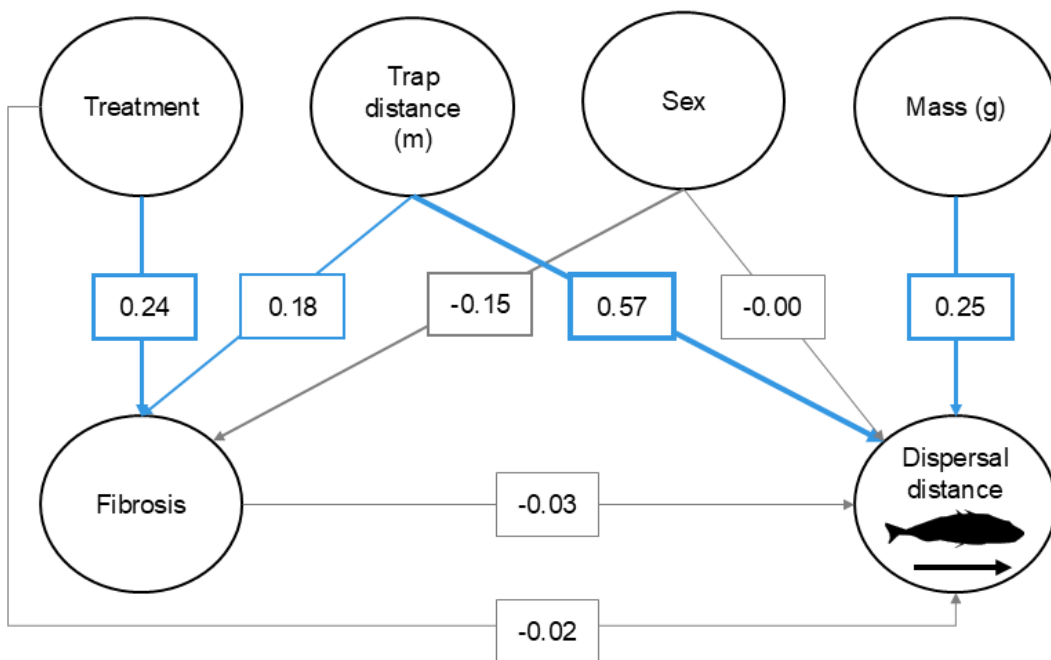 Treatment
Trap
distance
(m)
Sex
Mass (g)
0.24
0.18
-0.15
0.57
-0.00
0.25
Fibrosis
-0.03
Dispersal
distance
-0.02